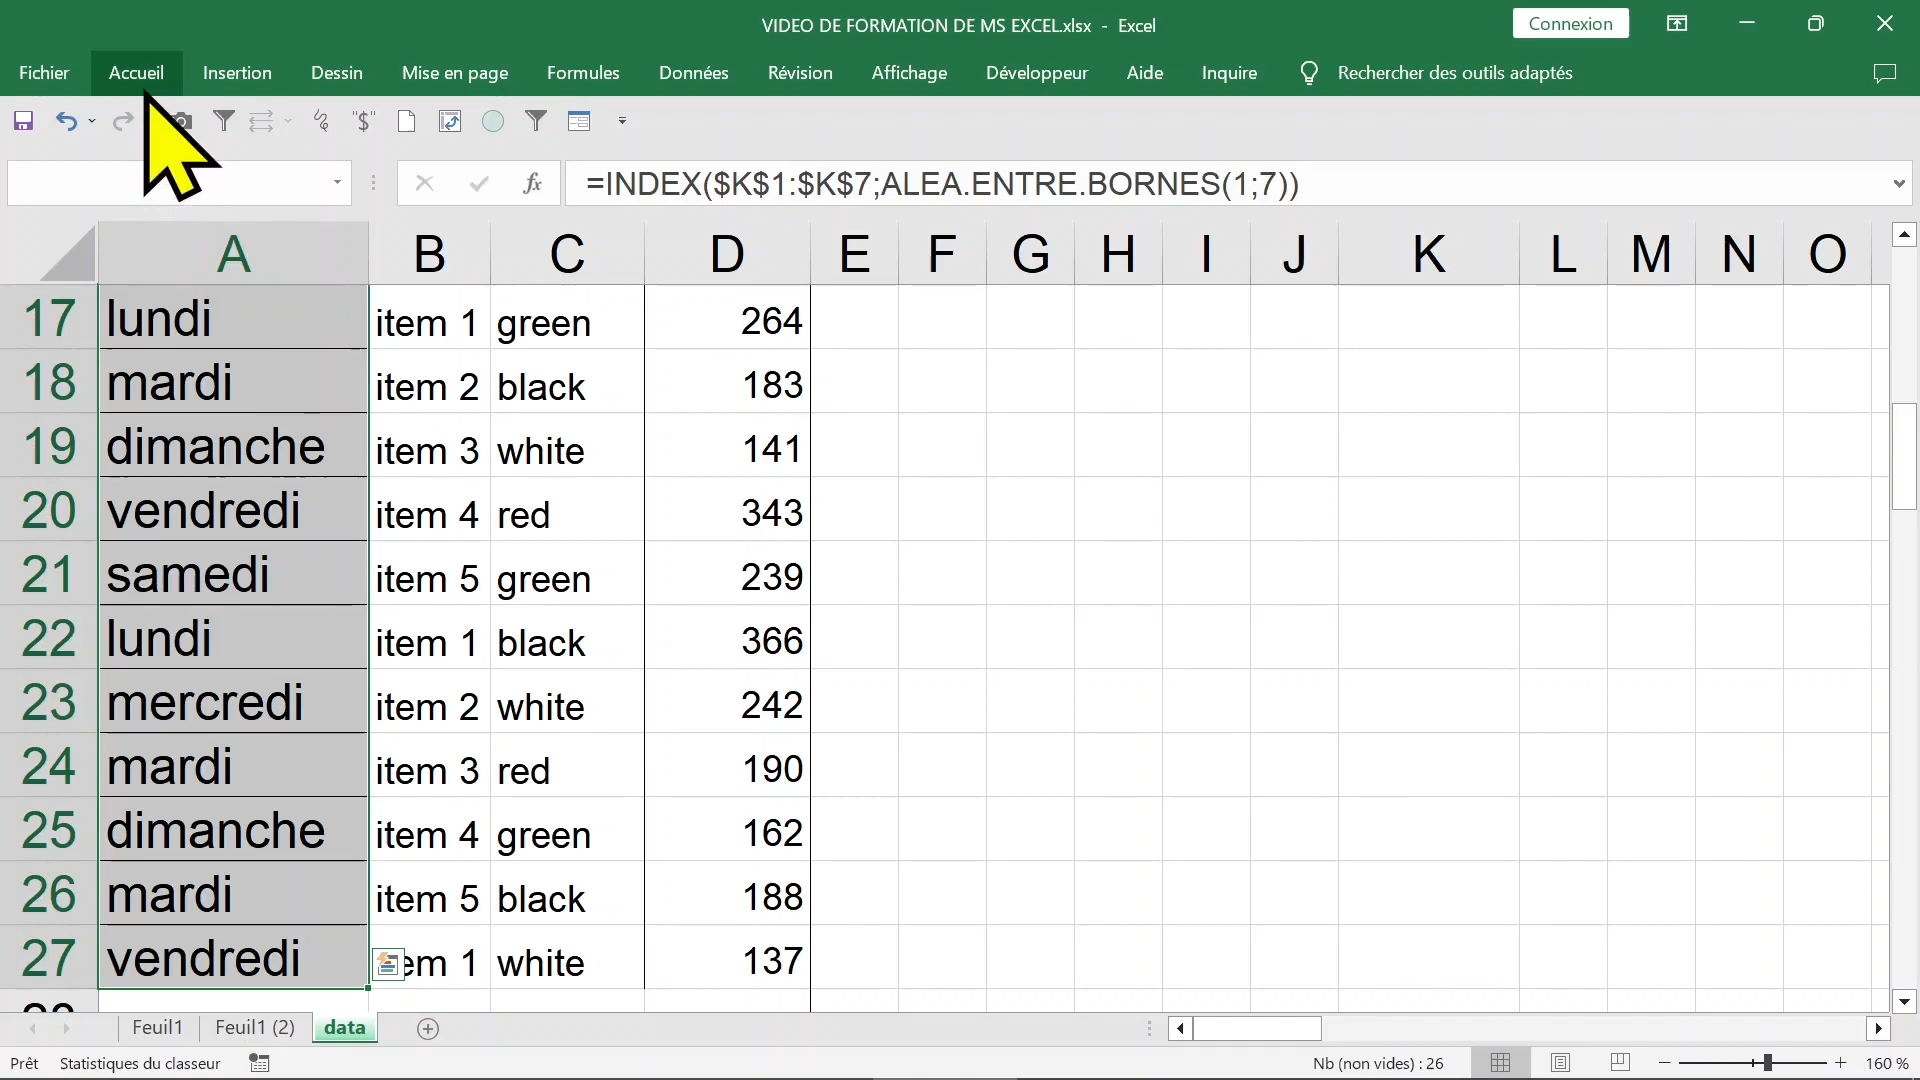 VIDEO DE FORMATION DE MS EXCEL.xlsx - Excel
Connexion
Fichier Accueil Insertion Dessin Mise en page Formules Données Révision Affichage Développeur Aide Inquire Rechercher des outils adaptés
"$"
fx =INDEX($K$1:$K$7;ALEA.ENTRE.BORNES(1;7))
A B C D E F G H I J K L M N O
17 lundi item 1 green 264
18 mardi item 2 black 183
19 dimanche item 3 white 141
20 vendredi item 4 red 343
21 samedi item 5 green 239
22 lundi item 1 black 366
23 mercredi item 2 white 242
24 mardi item 3 red 190
25 dimanche item 4 green 162
26 mardi item 5 black 188
27 vendredi em 1 white 137
Feuil1 Feuil1 (2) data
Prêt Statistiques du classeur Nb (non vides) : 26 160 %